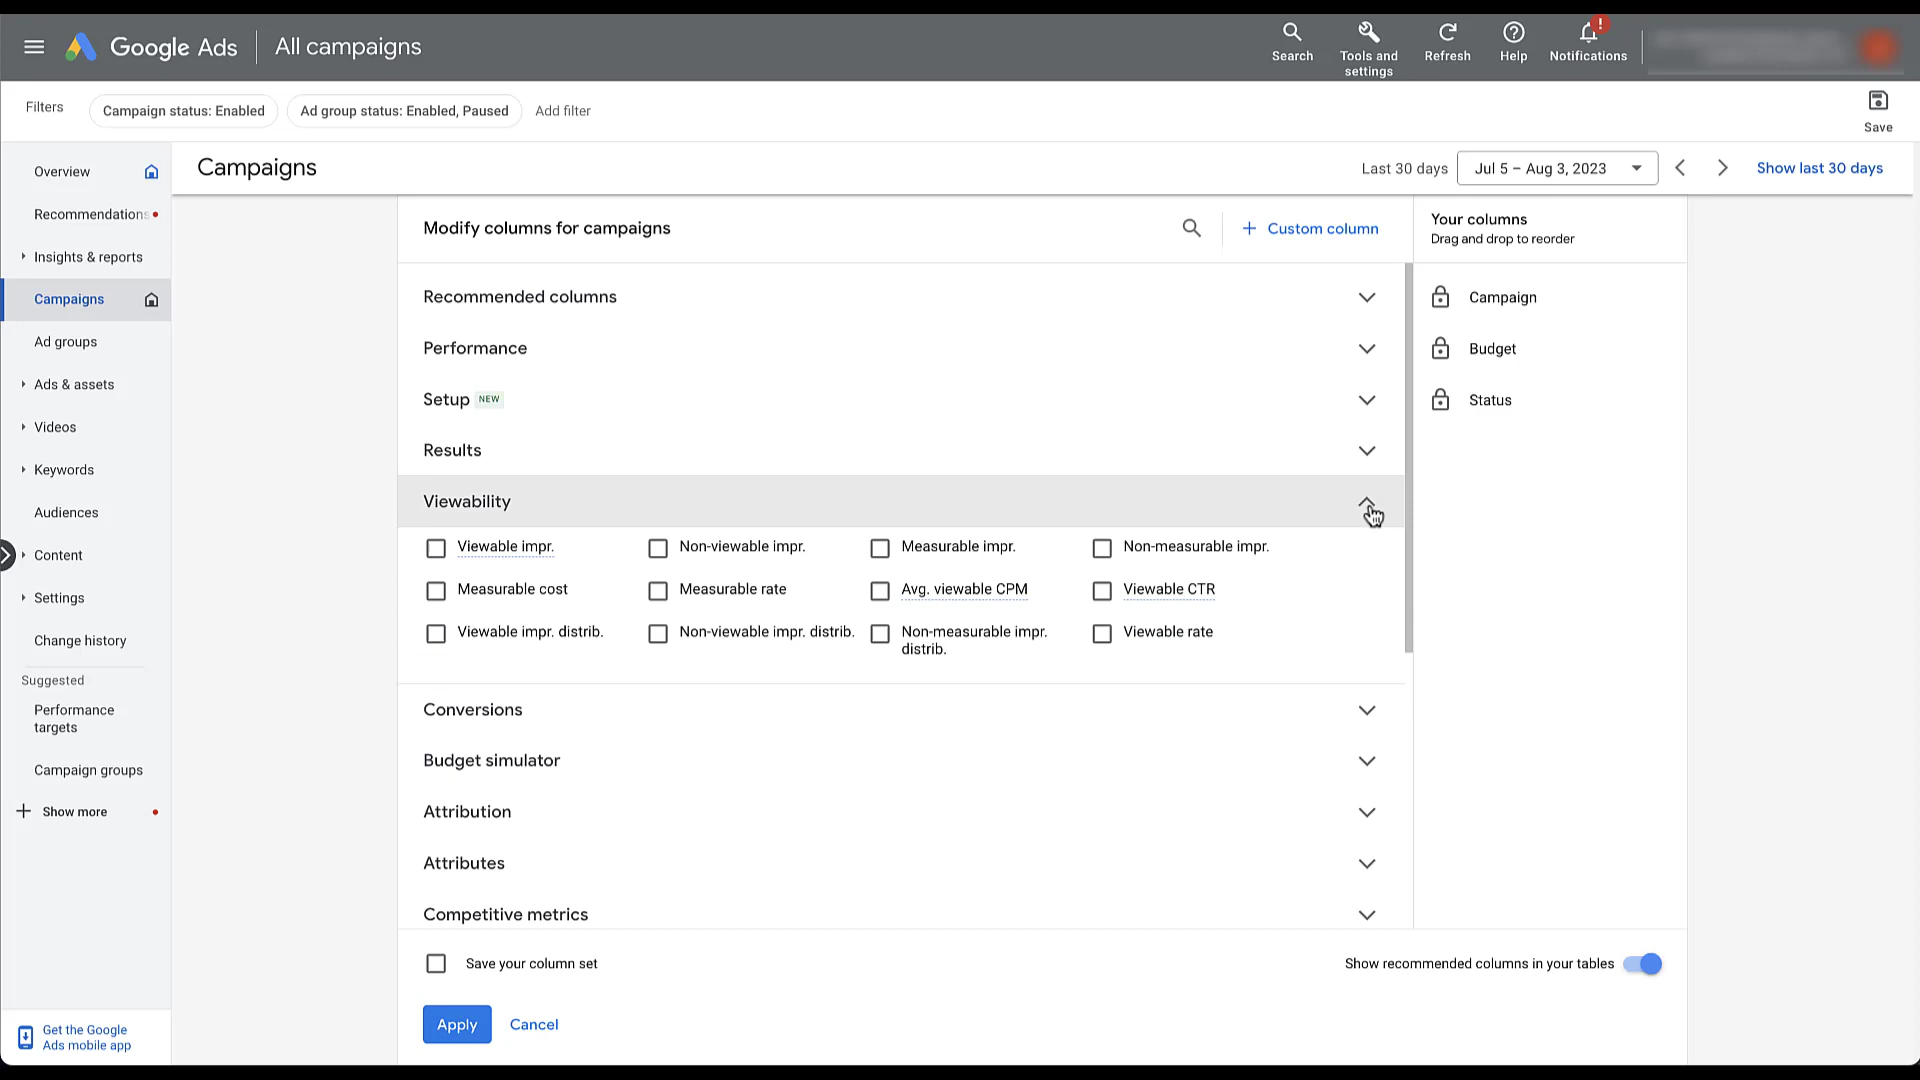 Google Ads
All campaigns
Search
Tools and
settings
Refresh
Help
!
Notifications
Filters
Campaign status: Enabled
Ad group status: Enabled, Paused
Add filter
Save
Overview
Recommendations
Insights & reports
Campaigns
Ad groups
Ads & assets
Videos
Keywords
Audiences
Content
Settings
Change history
Suggested
Performance
targets
Campaign groups
Show more
Get the Google
Ads mobile app
Campaigns
Last 30 days
Jul 5 – Aug 3, 2023
Show last 30 days
Modify columns for campaigns
+ Custom column
Recommended columns
Performance
Setup NEW
Results
Viewability
Viewable impr.
Non-viewable impr.
Measurable impr.
Non-measurable impr.
Measurable cost
Measurable rate
Avg. viewable CPM
Viewable CTR
Viewable impr. distrib.
Non-viewable impr. distrib.
Non-measurable impr.
distrib.
Viewable rate
Conversions
Budget simulator
Attribution
Attributes
Competitive metrics
Your columns
Drag and drop to reorder
Campaign
Budget
Status
Save your column set
Show recommended columns in your tables
Apply
Cancel